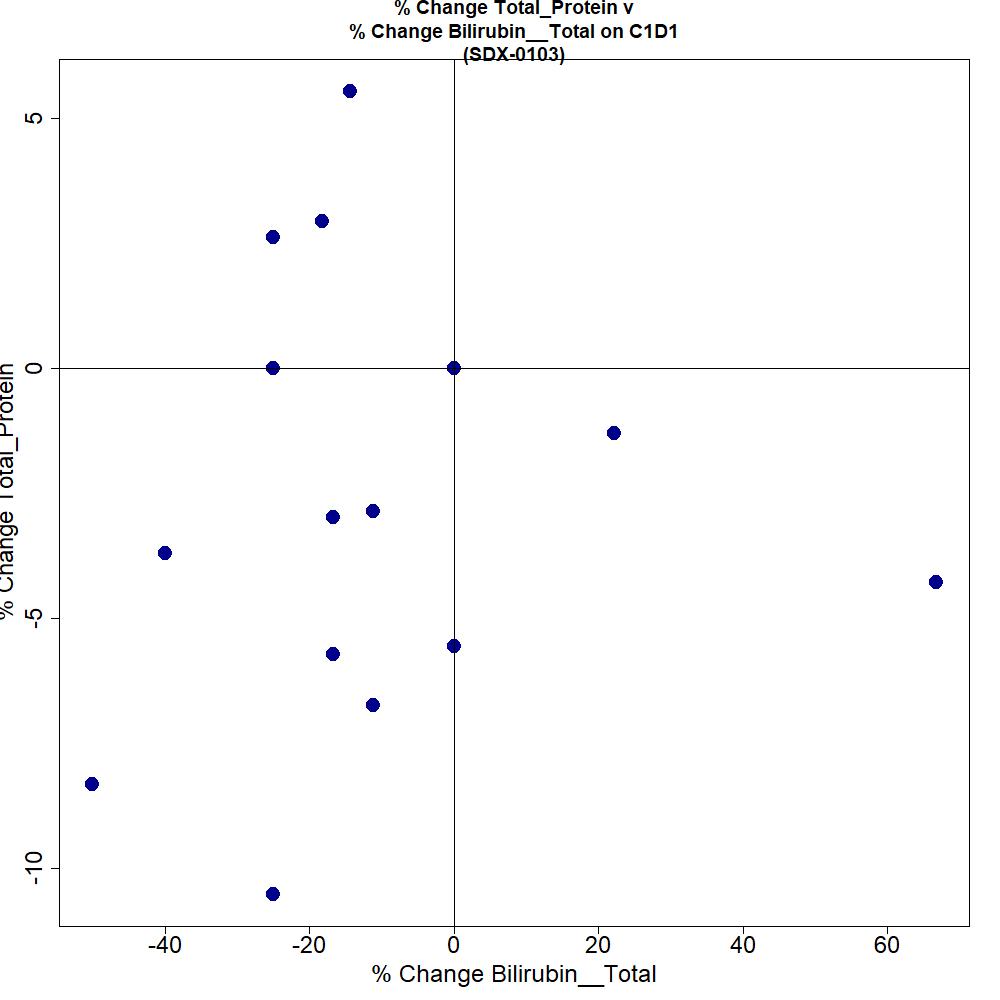 % Change Total_Protein v
% Change Bilirubin__Total on C1D1
(SDX-0103)
% Change Total_Protein
5
0
-5
-10
-40
-20
0
20
40
60
% Change Bilirubin__Total